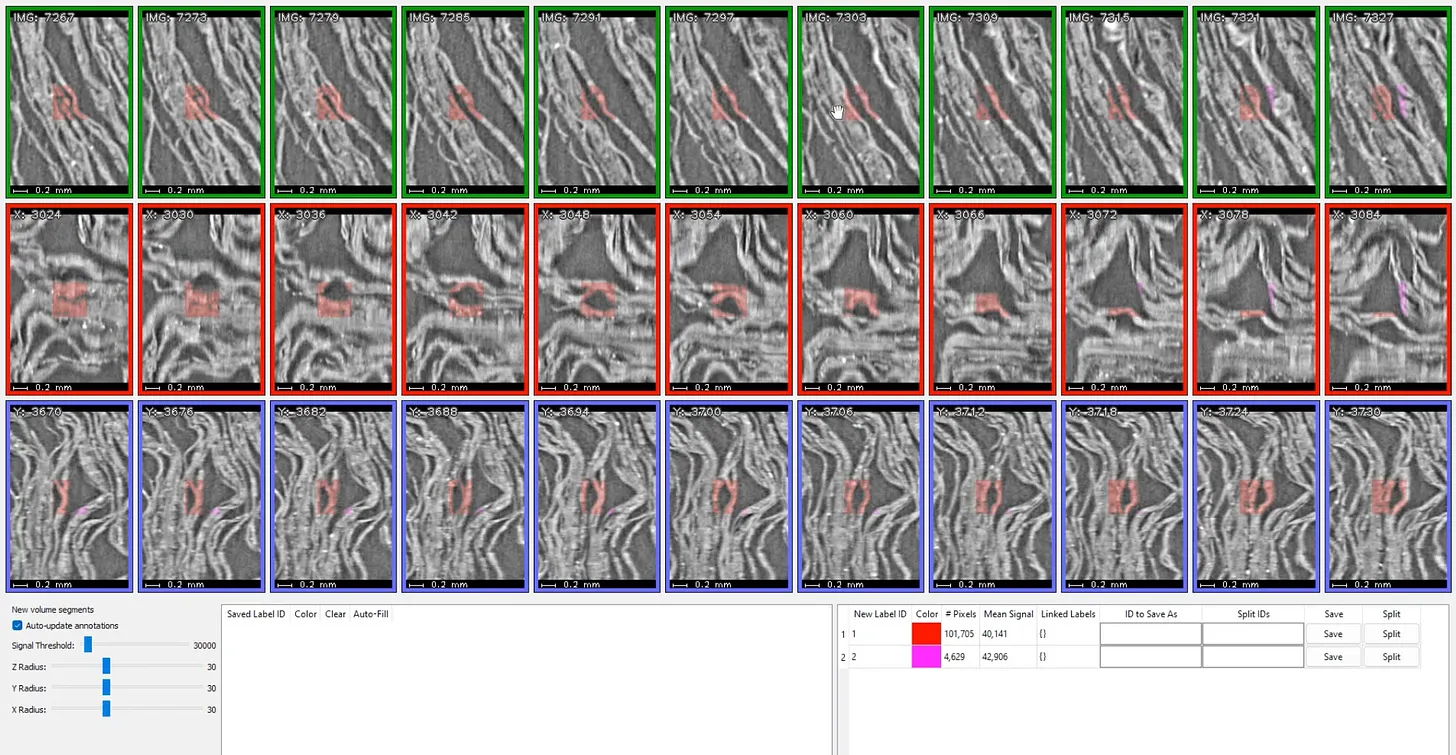 IMG: 7267 IMG: 7273 IMG: 7279 IMG: 7285 IMG: 7291 IMG: 7297 IMG: 7303 IMG: 7309 IMG: 7315 IMG: 7321 IMG: 7327
0.2 mm 0.2 mm 0.2 mm 0.2 mm 0.2 mm 0.2 mm 0.2 mm 0.2 mm 0.2 mm 0.2 mm 0.2 mm
X: 3024 X: 3030 X: 3036 X: 3042 X: 3048 X: 3054 X: 3060 X: 3066 X: 3072 X: 3078 X: 3084
0.2 mm 0.2 mm 0.2 mm 0.2 mm 0.2 mm 0.2 mm 0.2 mm 0.2 mm 0.2 mm 0.2 mm 0.2 mm
Y: 3670 Y: 3676 Y: 3682 Y: 3688 Y: 3694 Y: 3700 Y: 3706 Y: 3712 Y: 3718 Y: 3724 Y: 3730
0.2 mm 0.2 mm 0.2 mm 0.2 mm 0.2 mm 0.2 mm 0.2 mm 0.2 mm 0.2 mm 0.2 mm 0.2 mm
New volume segments
Auto-update annotations
Signal Threshold: 30000
Z Radius: 30
Y Radius: 30
X Radius: 30
Saved Label ID Color Clear Auto-Fill
New Label ID Color # Pixels Mean Signal Linked Labels ID to Save As Split IDs Save Split
1 1 101,705 40,141 {} Save Split
2 2 4,629 42,906 {} Save Split